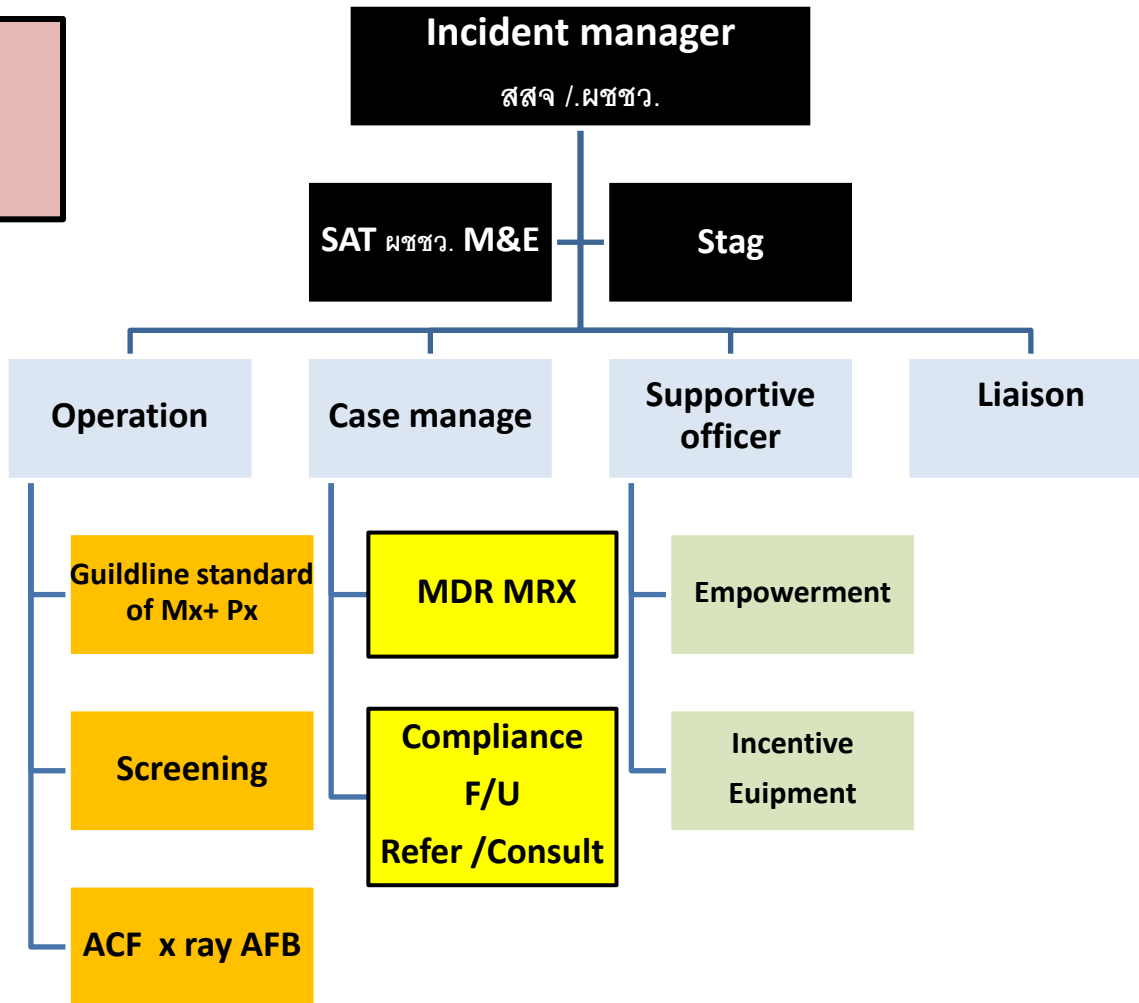 Incident manager
สสจ /.ผชชว.
SAT ผชชว. M&E
Stag
Operation
Case manage
Supportive
officer
Liaison
Guildline standard
of Mx+ Px
MDR MRX
Empowerment
Screening
Compliance
F/U
Refer /Consult
Incentive
Euipment
ACF x ray AFB